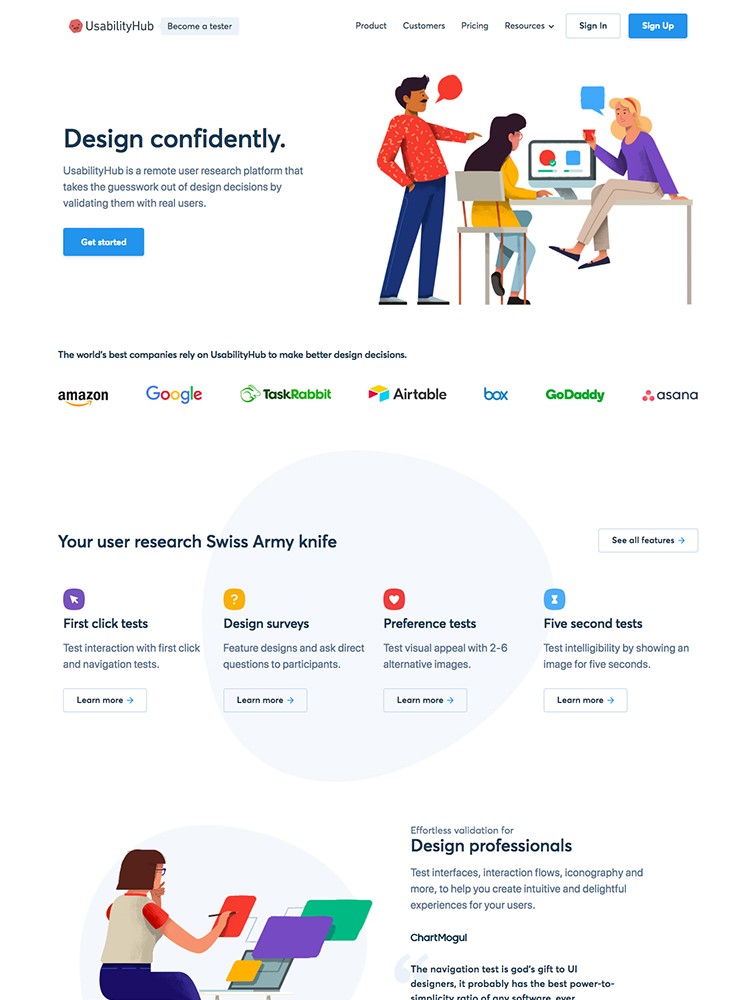 UsabilityHub
Become a tester
Product
Customers
Pricing
Resources
Sign In
Sign Up
Design confidently.
UsabilityHub is a remote user research platform that
takes the guesswork out of design decisions by
validating them with real users.
Get started
The world's best companies rely on UsabilityHub to make better design decisions.
amazon
Google
TaskRabbit
Airtable
box
GoDaddy
asana
Your user research Swiss Army knife
See all features →
?
First click tests
Test interaction with first click
and navigation tests.
Learn more →
Design surveys
Feature designs and ask direct
questions to participants.
Learn more →
Preference tests
Test visual appeal with 2-6
alternative images.
Learn more →
Five second tests
Test intelligibility by showing an
image for five seconds.
Learn more →
Effortless validation for
Design professionals
Test interfaces, interaction flows, iconography and
more, to help you create intuitive and delightful
experiences for your users.
ChartMogul
“
The navigation test is god's gift to UI
designers, it probably has the best power-to-
simplicity ratio of any software, ever